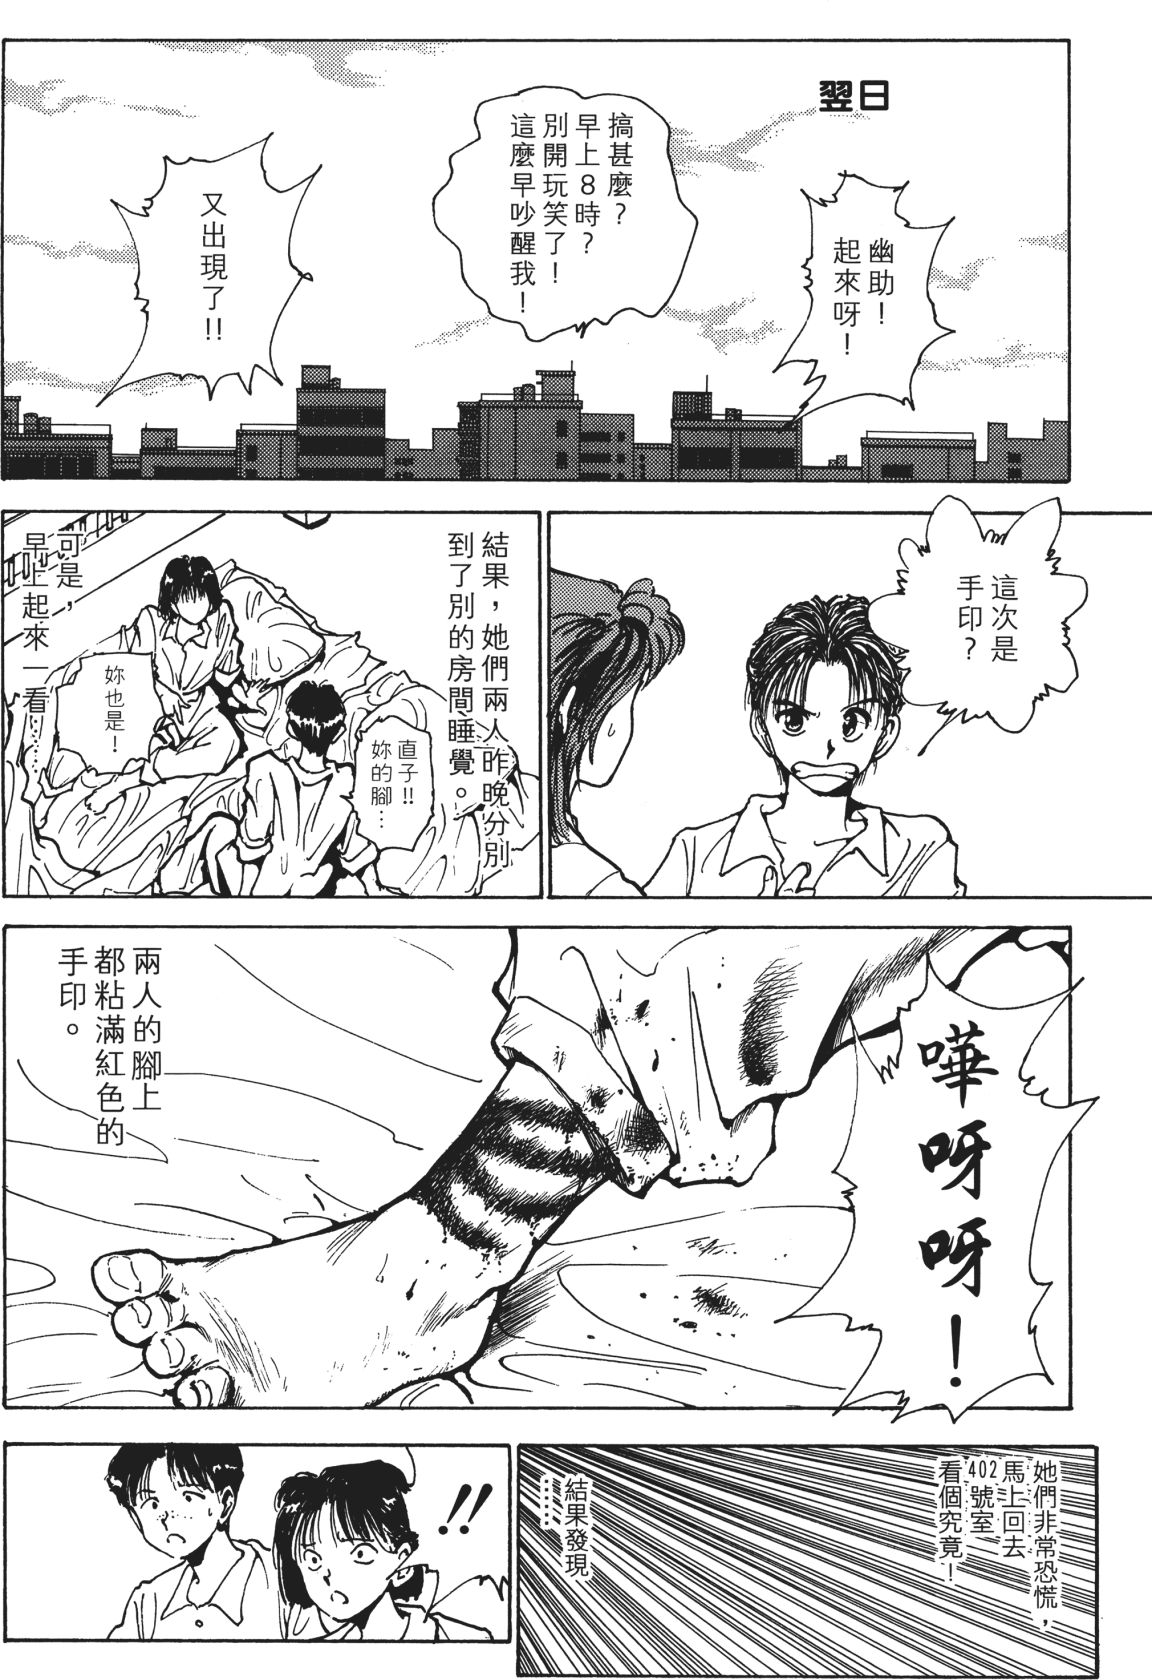 翌日
幽助！
起來呀！
搞甚麼？
早上８時？
別開玩笑了！
這麼早吵醒我！
又出現了!!
這次是
手印？
結果，她們兩人昨晚分別
到了別的房間睡覺。
直子!!
妳的腳…
妳也是！
可是，
早上起來一看……
嘩呀呀！
兩人的腳上
都粘滿紅色的
手印。
她們非常恐慌，
馬上回去
402號室
看個究竟！
結果發現
……
!!